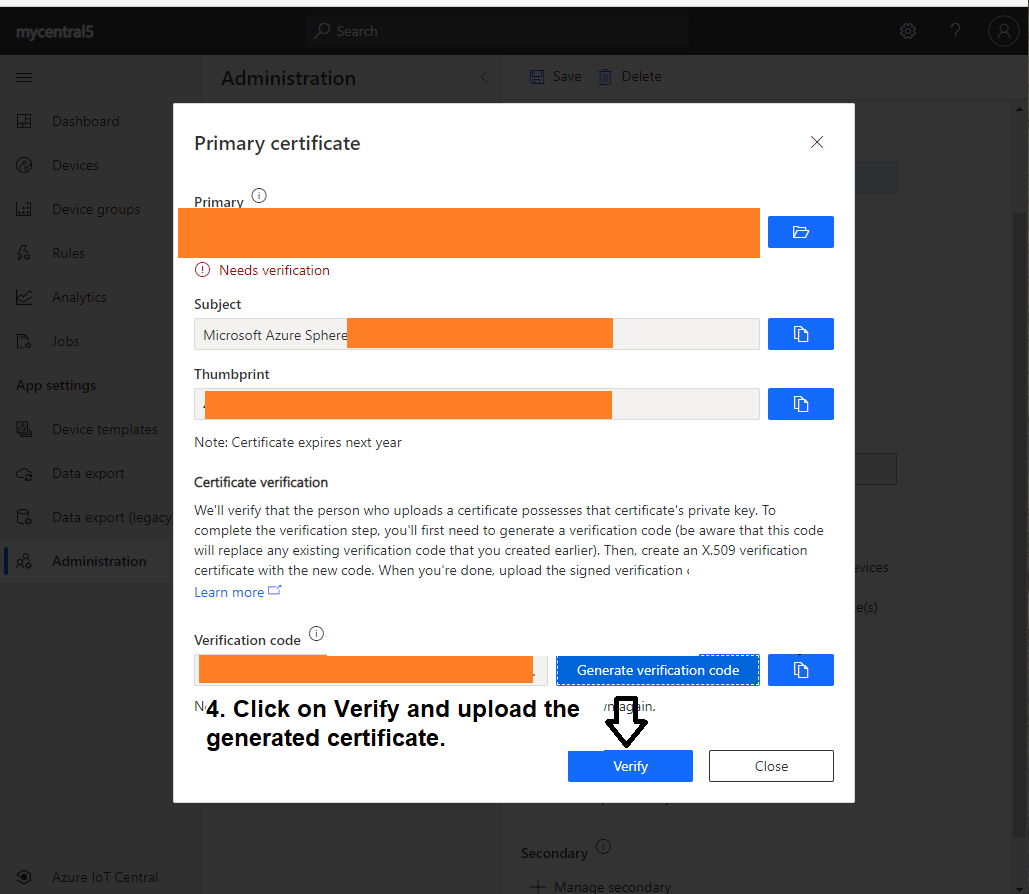 mycentral5
Search
Administration
Save
Delete
Dashboard
Devices
Device groups
Rules
Analytics
Jobs
App settings
Device templates
Data export
Data export (legacy
Administration
Azure IoT Central
Primary certificate
Primary
Needs verification
Subject
Microsoft Azure Sphere
Thumbprint
Note: Certificate expires next year
Certificate verification
We'll verify that the person who uploads a certificate possesses that certificate's private key. To
complete the verification step, you'll first need to generate a verification code (be aware that this code
will replace any existing verification code that you created earlier). Then, create an X.509 verification
certificate with the new code. When you're done, upload the signed verification
Learn more
Verification code
Generate verification code
again.
4. Click on Verify and upload the
generated certificate.
Verify
Close
evices
e(s)
Secondary
Manage secondary